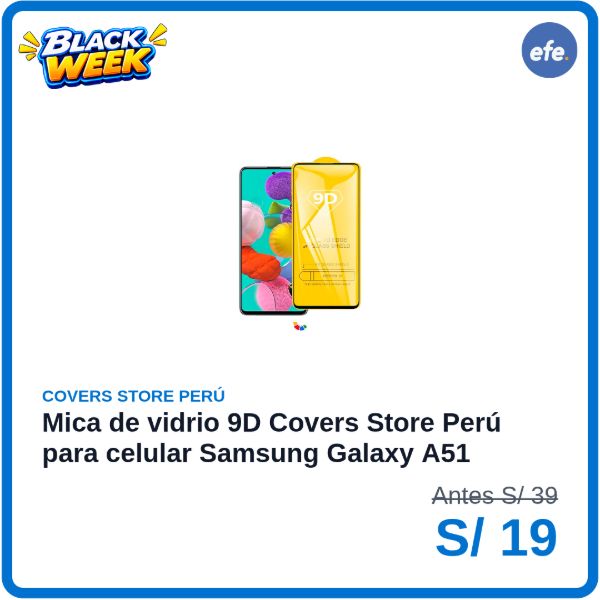 BLACK
WEEK
efe.
9D
COVERS STORE PERÚ
Mica de vidrio 9D Covers Store Perú
para celular Samsung Galaxy A51
Antes S/ 39
S/ 19